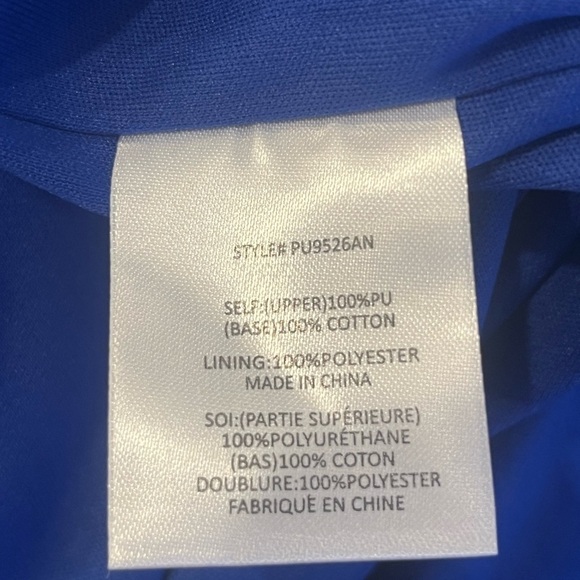 STYLE# PU9526AN
SELF:(UPPER)100%PU
(BASE)100% COTTON
LINING:100%POLYESTER
MADE IN CHINA
SOI:(PARTIE SUPÉRIEURE)
100%POLYURÉTHANE
(BAS)100% COTON
DOUBLURE:100%POLYESTER
FABRIQUÉ EN CHINE